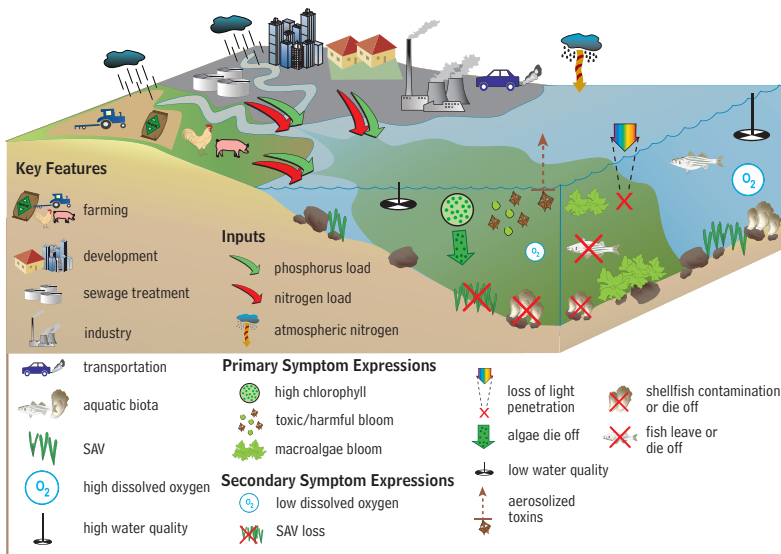 O₂
O₂
Key Features
farming
development
sewage treatment
industry
transportation
aquatic biota
SAV
O₂
high dissolved oxygen
high water quality
Inputs
phosphorus load
nitrogen load
atmospheric nitrogen
Primary Symptom Expressions
high chlorophyll
toxic/harmful bloom
macroalgae bloom
Secondary Symptom Expressions
O₂
low dissolved oxygen
SAV loss
loss of light
penetration
algae die off
low water quality
aerosolized
toxins
shellfish contamination
or die off
fish leave or
die off